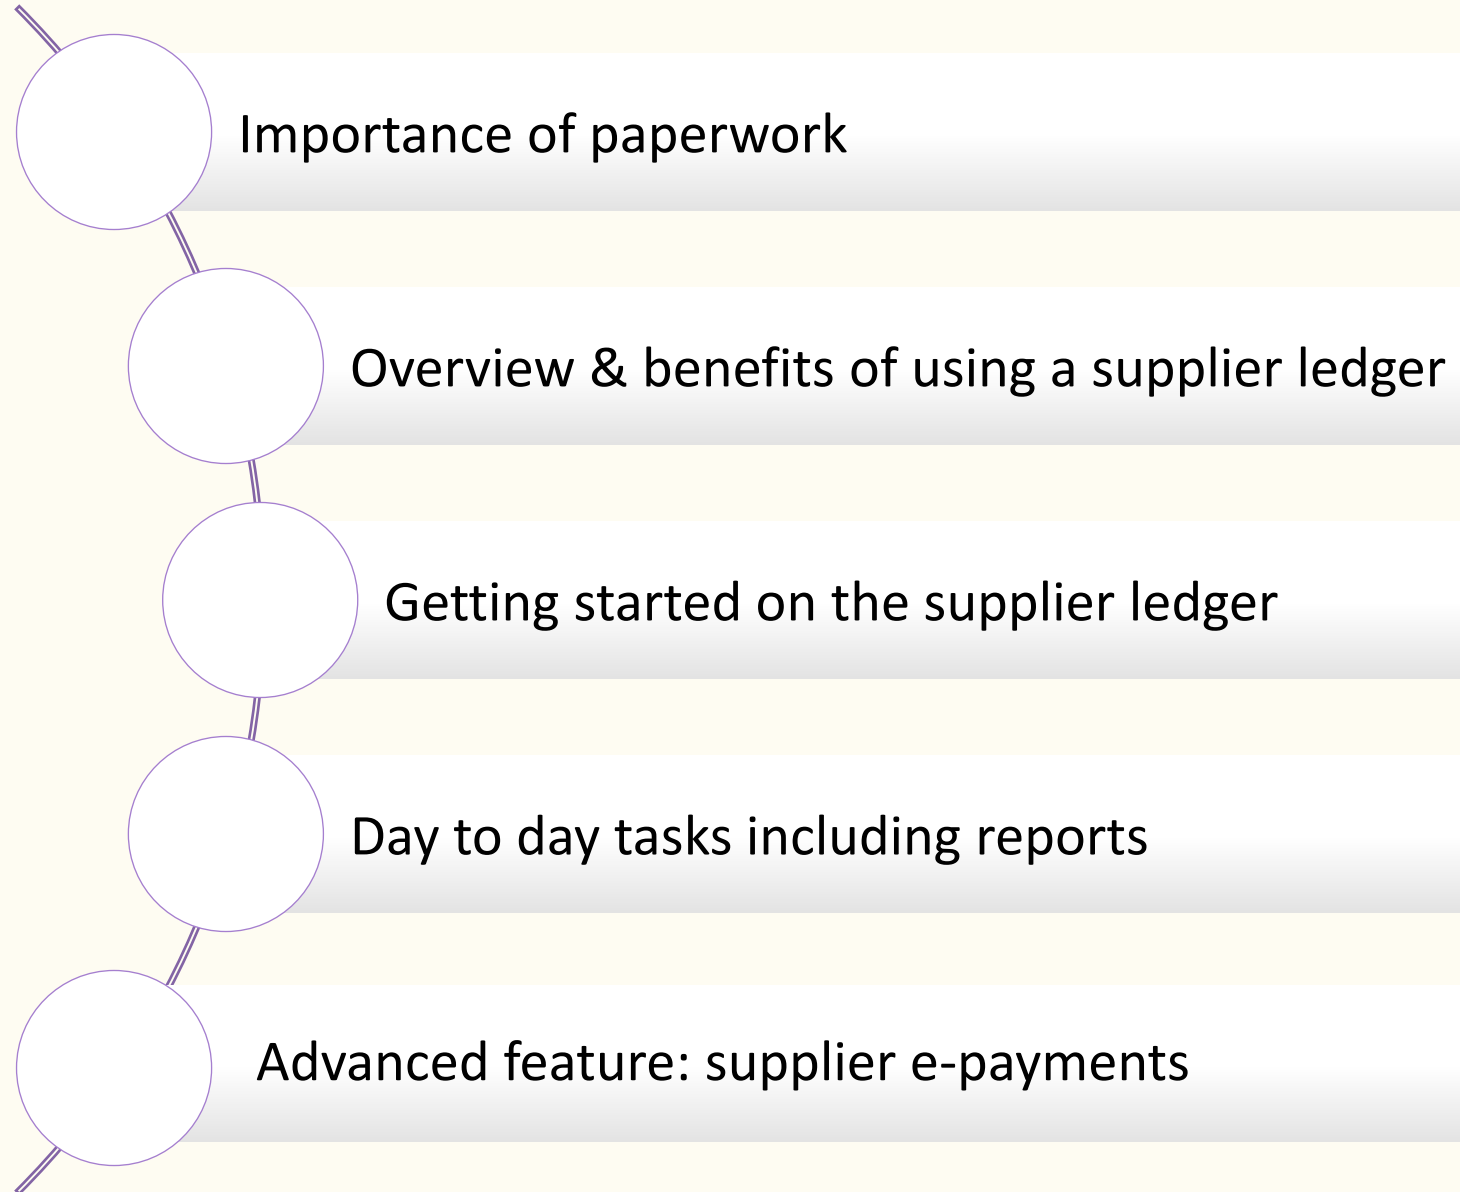 Importance of paperwork
Overview & benefits of using a supplier ledger
Getting started on the supplier ledger
Day to day tasks including reports
Advanced feature: supplier e-payments